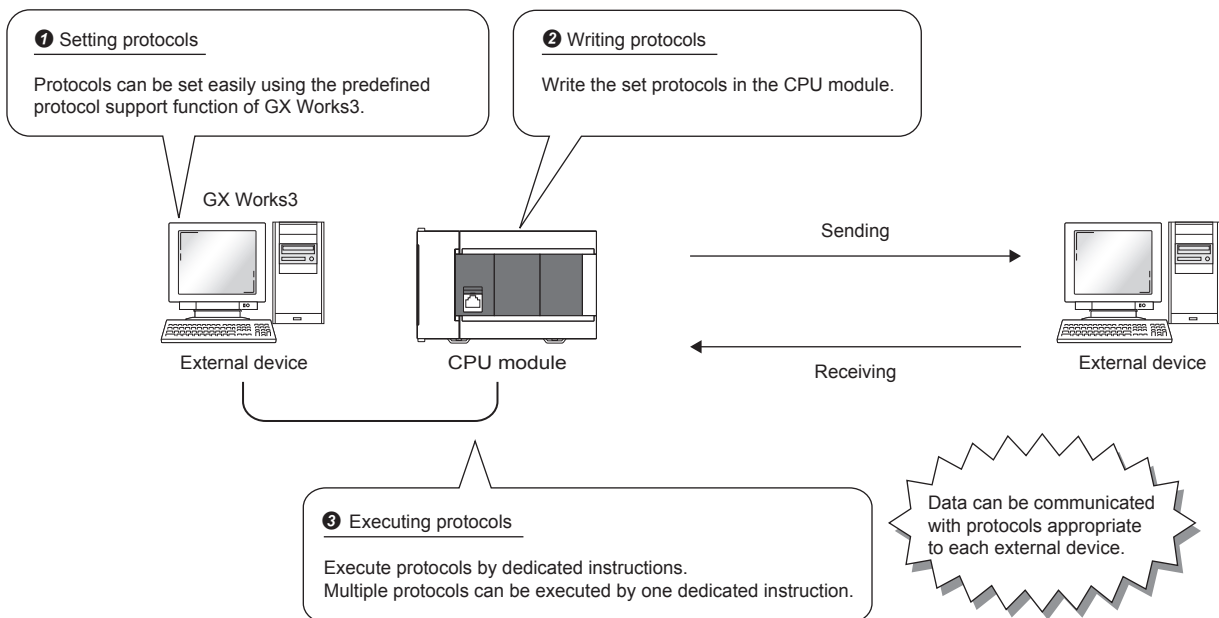 ❶ Setting protocols
Protocols can be set easily using the predefined
protocol support function of GX Works3.
❷ Writing protocols
Write the set protocols in the CPU module.
GX Works3
External device
CPU module
Sending
Receiving
External device
❸ Executing protocols
Execute protocols by dedicated instructions.
Multiple protocols can be executed by one dedicated instruction.
Data can be communicated
with protocols appropriate
to each external device.